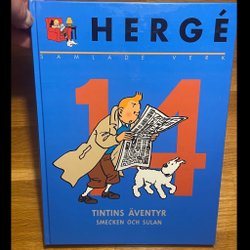 HERGÉ
SAMLADE VERK
14
TINTINS ÄVENTYR
SMECKEN OCH SULAN